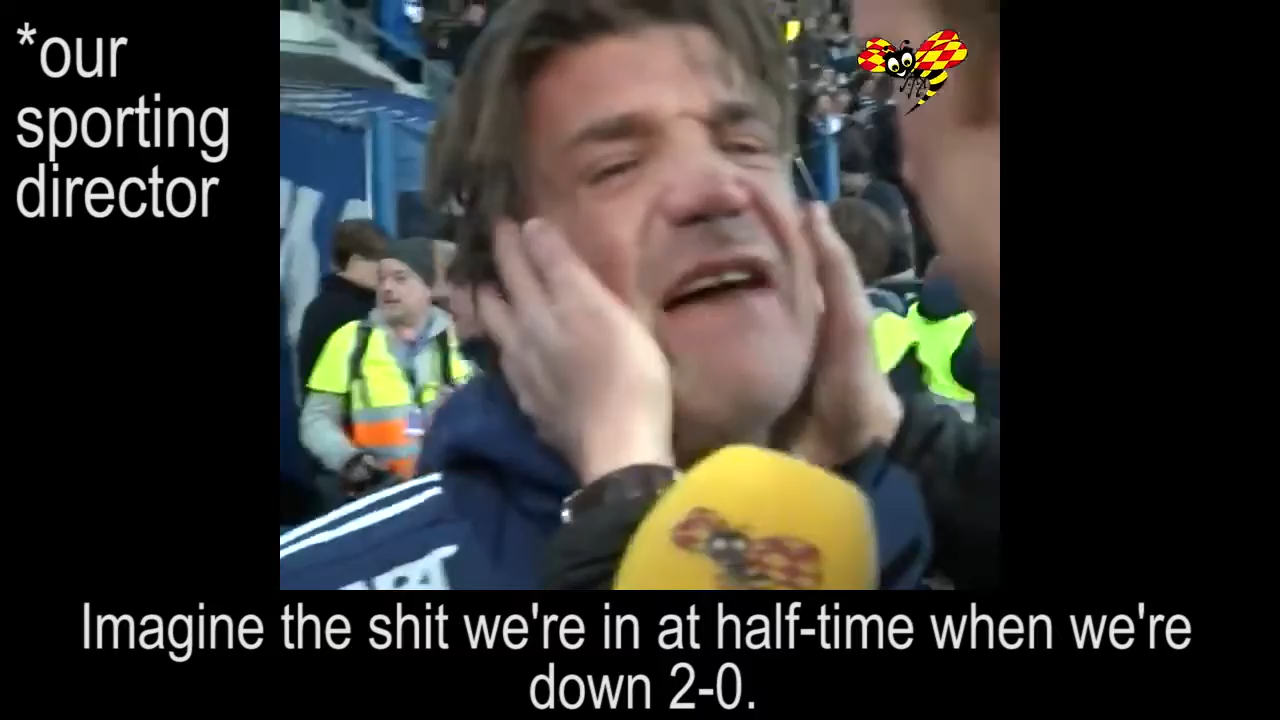 *our
sporting
director
Imagine the shit we're in at half-time when we're
down 2-0.